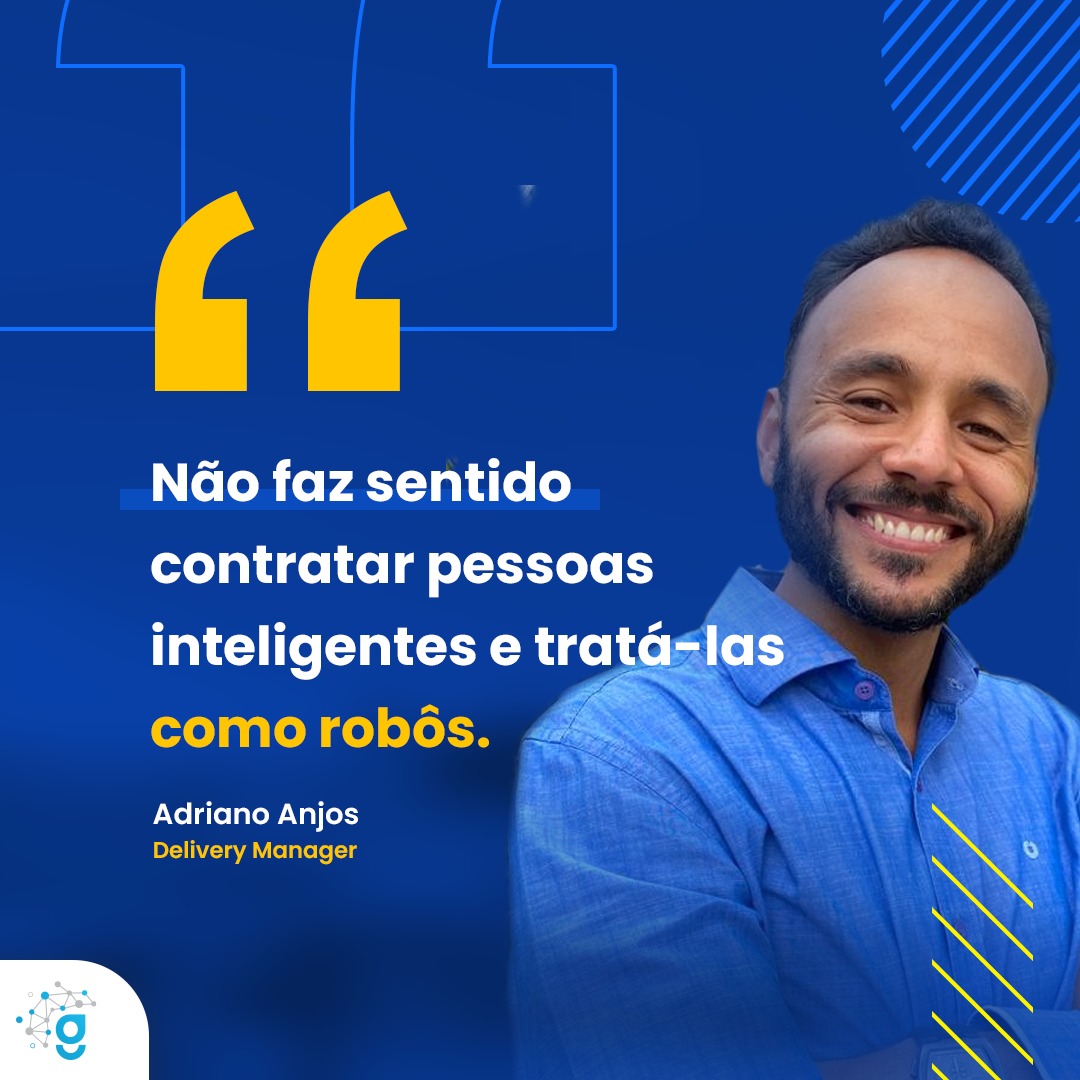 Não faz sentido
contratar pessoas
inteligentes e tratá-las
como robôs.
Adriano Anjos
Delivery Manager
g